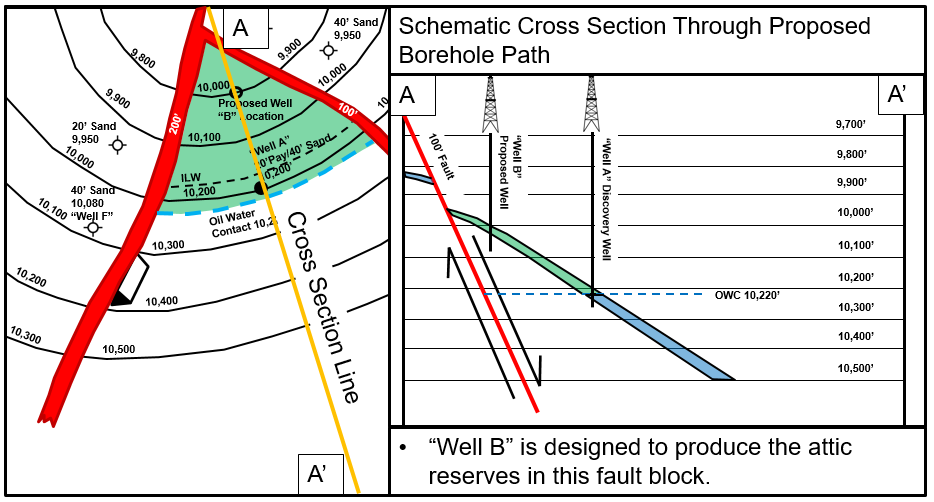 A
40' Sand
9,950
9,800
9,900
10,000
9,900
10,000
Proposed Well
"B" Location
200'
100'
10,100
20' Sand
9,950
10,000
"Well A"
Pay/40' Sand
ILW
10,200
40' Sand
10,080
"Well F"
10,100
Oil Water
Contact
10,300
10,200
10,400
10,300
10,500
Cross Section Line
A'
Schematic Cross Section Through Proposed
Borehole Path
A
A'
100' Fault
"Well B"
Proposed Well
"Well A" Discovery Well
9,700'
9,800'
9,900'
10,000'
10,100'
10,200'
OWC 10,220'
10,300'
10,400'
10,500'
• "Well B" is designed to produce the attic
reserves in this fault block.